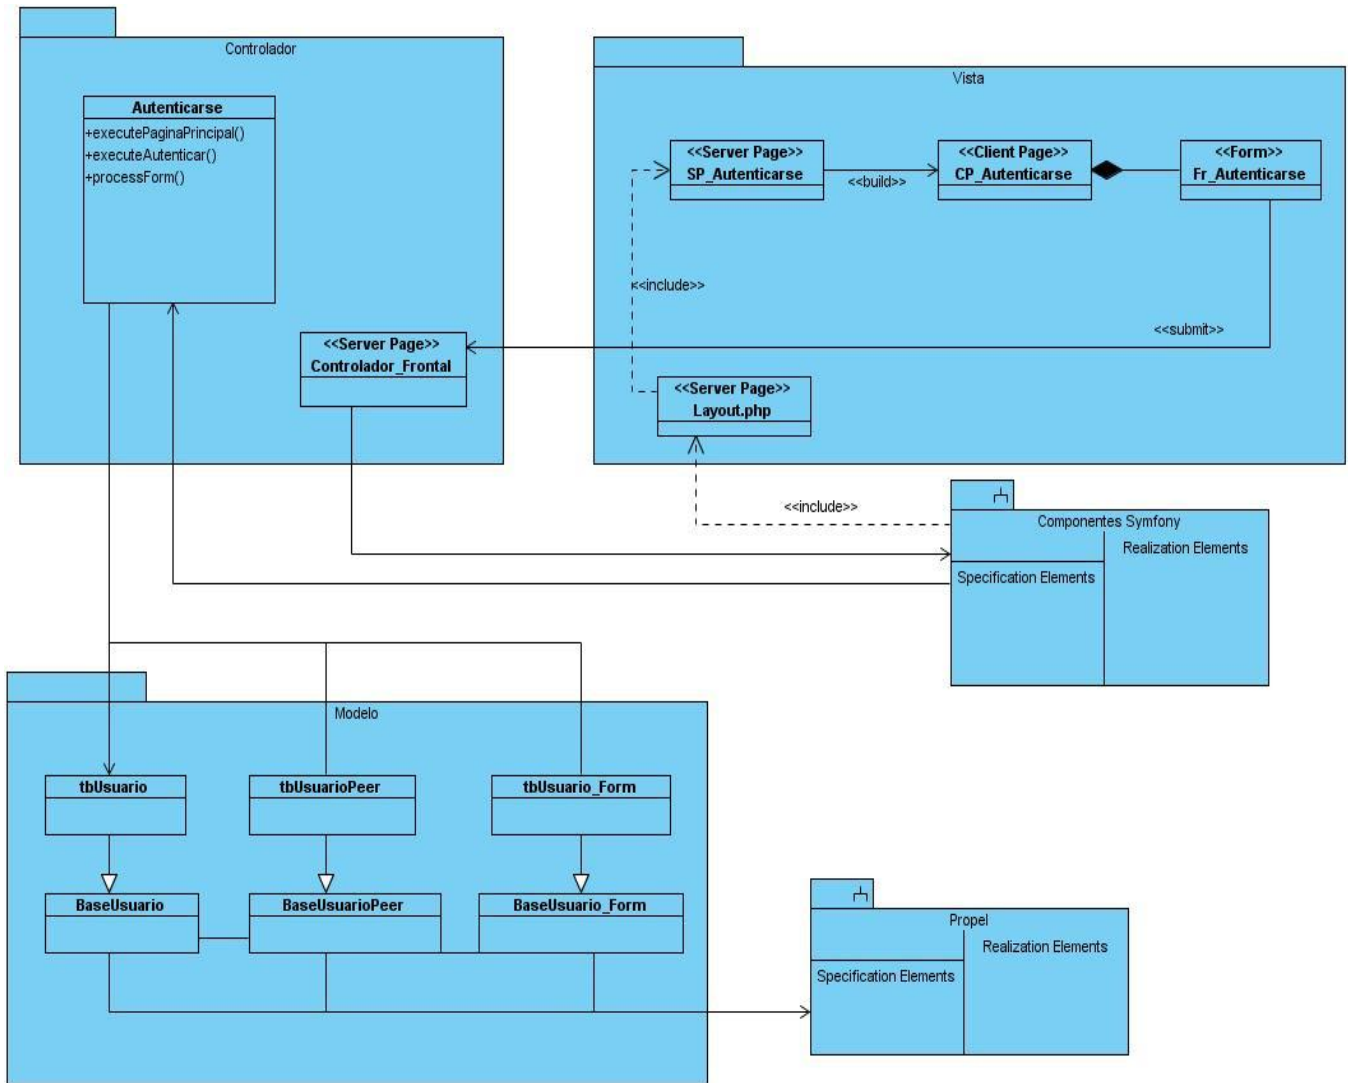 Controlador
Autenticarse
+executePaginaPrincipal()
+executeAutenticar()
+processForm()
<<Server Page>>
Controlador_Frontal
Vista
<<Server Page>>
SP_Autenticarse
<<build>>
<<Client Page>>
CP_Autenticarse
<<Form>>
Fr_Autenticarse
<<include>>
<<submit>>
<<Server Page>>
Layout.php
<<include>>
Componentes Symfony
Realization Elements
Specification Elements
Modelo
tbUsuario
tbUsuarioPeer
tbUsuario_Form
BaseUsuario
BaseUsuarioPeer
BaseUsuario_Form
Propel
Realization Elements
Specification Elements